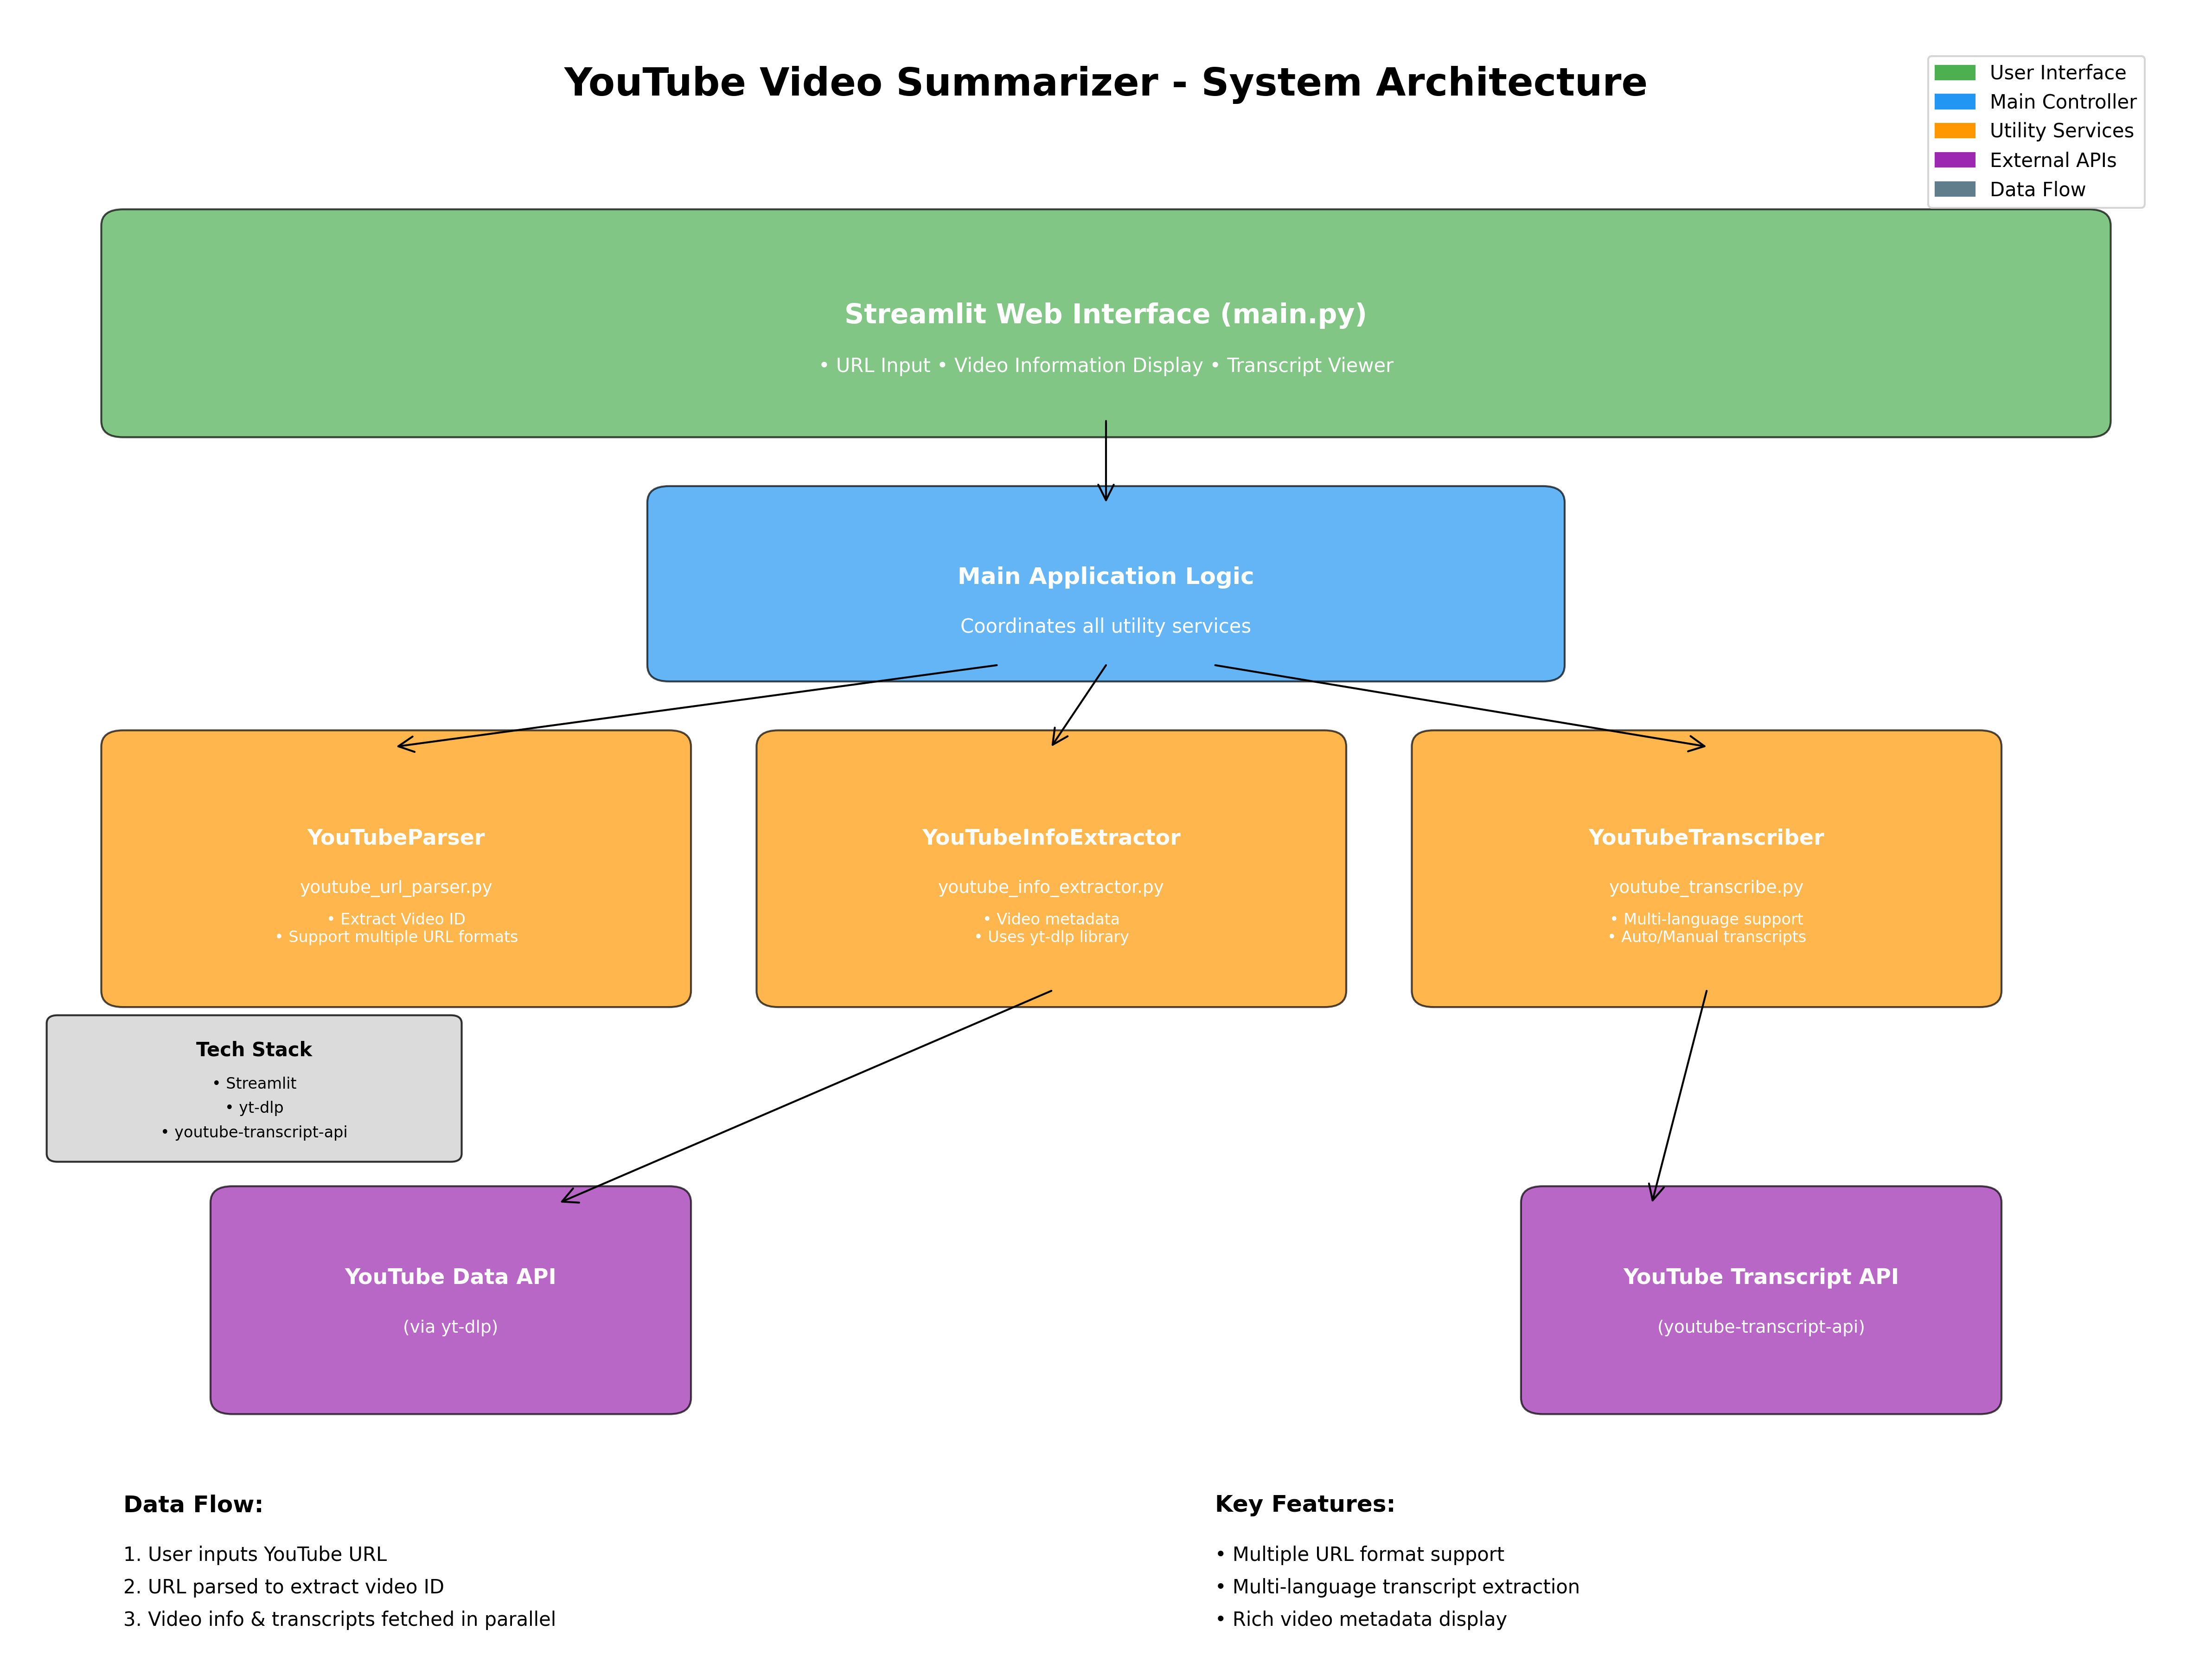 YouTube Video Summarizer - System Architecture
User Interface
Main Controller
Utility Services
External APIs
Data Flow
Streamlit Web Interface (main.py)
• URL Input • Video Information Display • Transcript Viewer
Main Application Logic
Coordinates all utility services
YouTubeParser
youtube_url_parser.py
• Extract Video ID
• Support multiple URL formats
YouTubeInfoExtractor
youtube_info_extractor.py
• Video metadata
• Uses yt-dlp library
YouTubeTranscriber
youtube_transcribe.py
• Multi-language support
• Auto/Manual transcripts
Tech Stack
• Streamlit
• yt-dlp
• youtube-transcript-api
YouTube Data API
(via yt-dlp)
YouTube Transcript API
(youtube-transcript-api)
Data Flow:
1. User inputs YouTube URL
2. URL parsed to extract video ID
3. Video info & transcripts fetched in parallel
Key Features:
• Multiple URL format support
• Multi-language transcript extraction
• Rich video metadata display